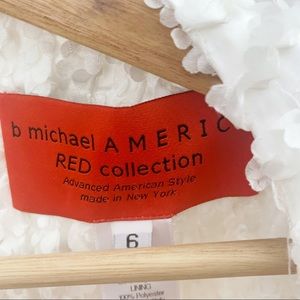 b michael AMERIC
RED collection
Advanced American Style
made in New York
6
LINING
100% Polyester